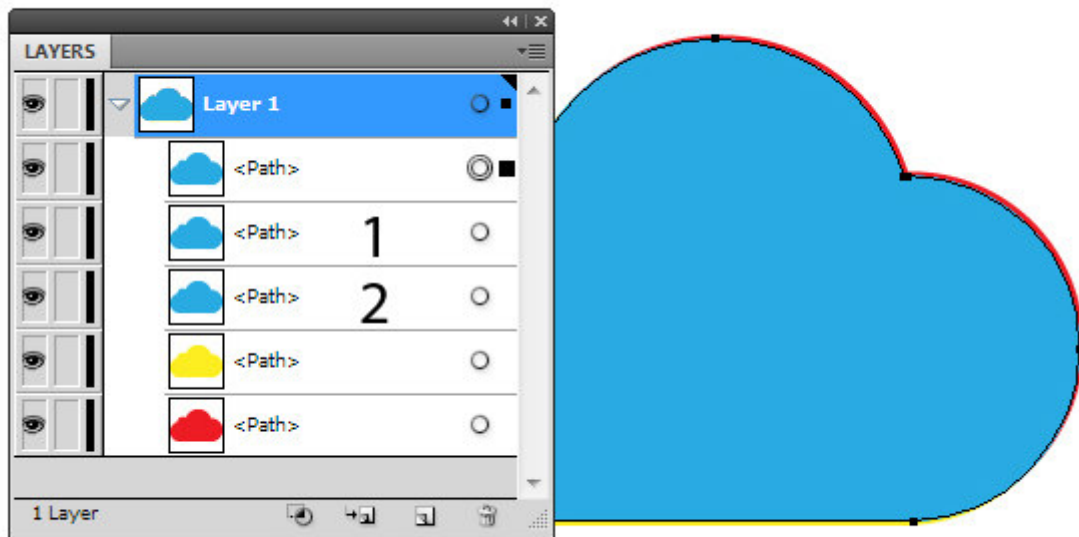 LAYERS
Layer 1
<Path>
<Path> 1
<Path> 2
<Path>
<Path>
1 Layer